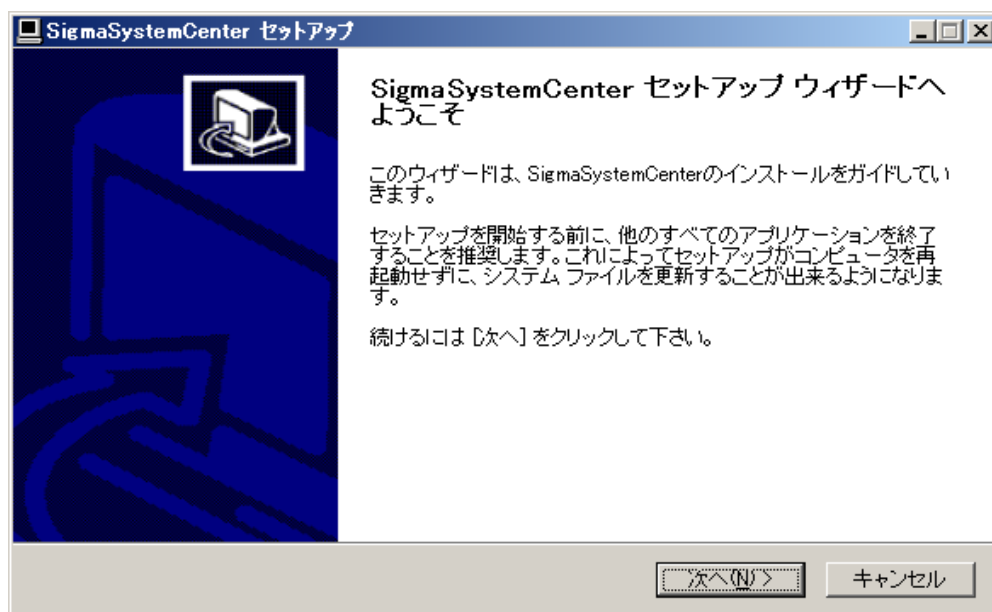 SigmaSystemCenter セットアップ
SigmaSystemCenter セットアップ ウィザードへ
ようこそ
このウィザードは、SigmaSystemCenterのインストールをガイドしてい
きます。
セットアップを開始する前に、他のすべてのアプリケーションを終了
することを推奨します。これによってセットアップがコンピュータを再
起動せずに、システム ファイルを更新することが出来るようになりま
す。
続けるには [次へ] をクリックして下さい。
次へ(N) >
キャンセル